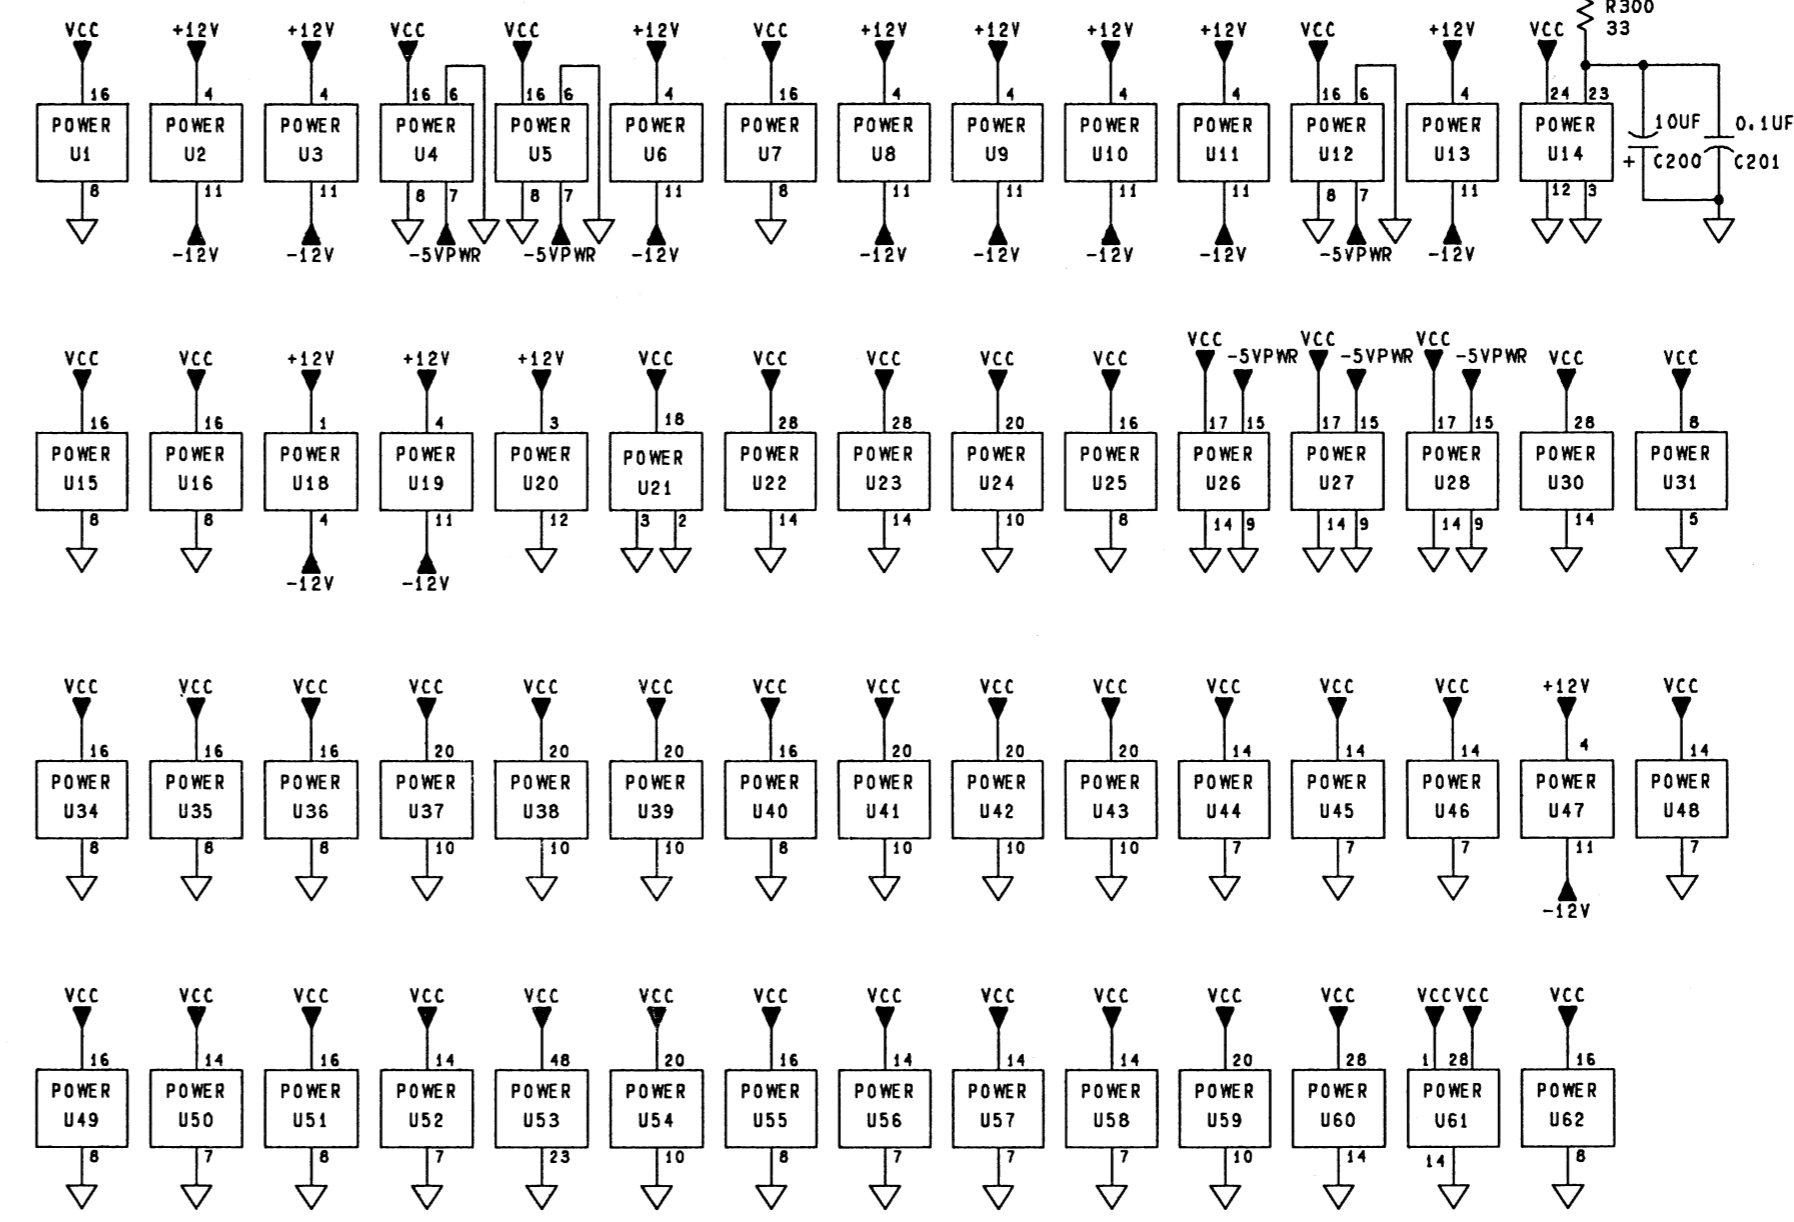 R300
33
VCC +12V +12V VCC VCC +12V VCC +12V +12V +12V +12V VCC +12V VCC
16 4 4 16 6 16 6 4 16 4 4 4 4 16 6 4 24 23
POWER POWER POWER POWER POWER POWER POWER POWER POWER POWER POWER POWER POWER POWER 10UF 0.1UF
U1 U2 U3 U4 U5 U6 U7 U8 U9 U10 U11 U12 U13 U14 + C200 C201
8 11 11 8 7 8 7 11 8 11 11 11 11 8 7 11 12 3
-12V -12V -5VPWR -5VPWR -12V -12V -12V -12V -12V -5VPWR -12V
VCC VCC +12V +12V +12V VCC VCC VCC VCC VCC VCC -5VPWR VCC -5VPWR VCC -5VPWR VCC VCC
16 16 1 4 3 18 28 28 20 16 17 15 17 15 17 15 28 8
POWER POWER POWER POWER POWER POWER POWER POWER POWER POWER POWER POWER POWER POWER POWER
U15 U16 U18 U19 U20 U21 U22 U23 U24 U25 U26 U27 U28 U30 U31
8 8 4 11 12 3 2 14 14 10 8 14 9 14 9 14 9 14 5
-12V -12V
VCC VCC VCC VCC VCC VCC VCC VCC VCC VCC VCC VCC VCC +12V VCC
16 16 16 20 20 20 16 20 20 20 14 14 14 4 14
POWER POWER POWER POWER POWER POWER POWER POWER POWER POWER POWER POWER POWER POWER POWER
U34 U35 U36 U37 U38 U39 U40 U41 U42 U43 U44 U45 U46 U47 U48
8 8 8 10 10 10 8 10 10 10 7 7 7 11 7
-12V
VCC VCC VCC VCC VCC VCC VCC VCC VCC VCC VCC VCC VCC VCC VCC
16 14 16 14 48 20 16 14 14 14 20 28 1 28 16
POWER POWER POWER POWER POWER POWER POWER POWER POWER POWER POWER POWER POWER POWER
U49 U50 U51 U52 U53 U54 U55 U56 U57 U58 U59 U60 U61 U62
8 7 8 7 23 10 8 7 7 7 10 14 14 8